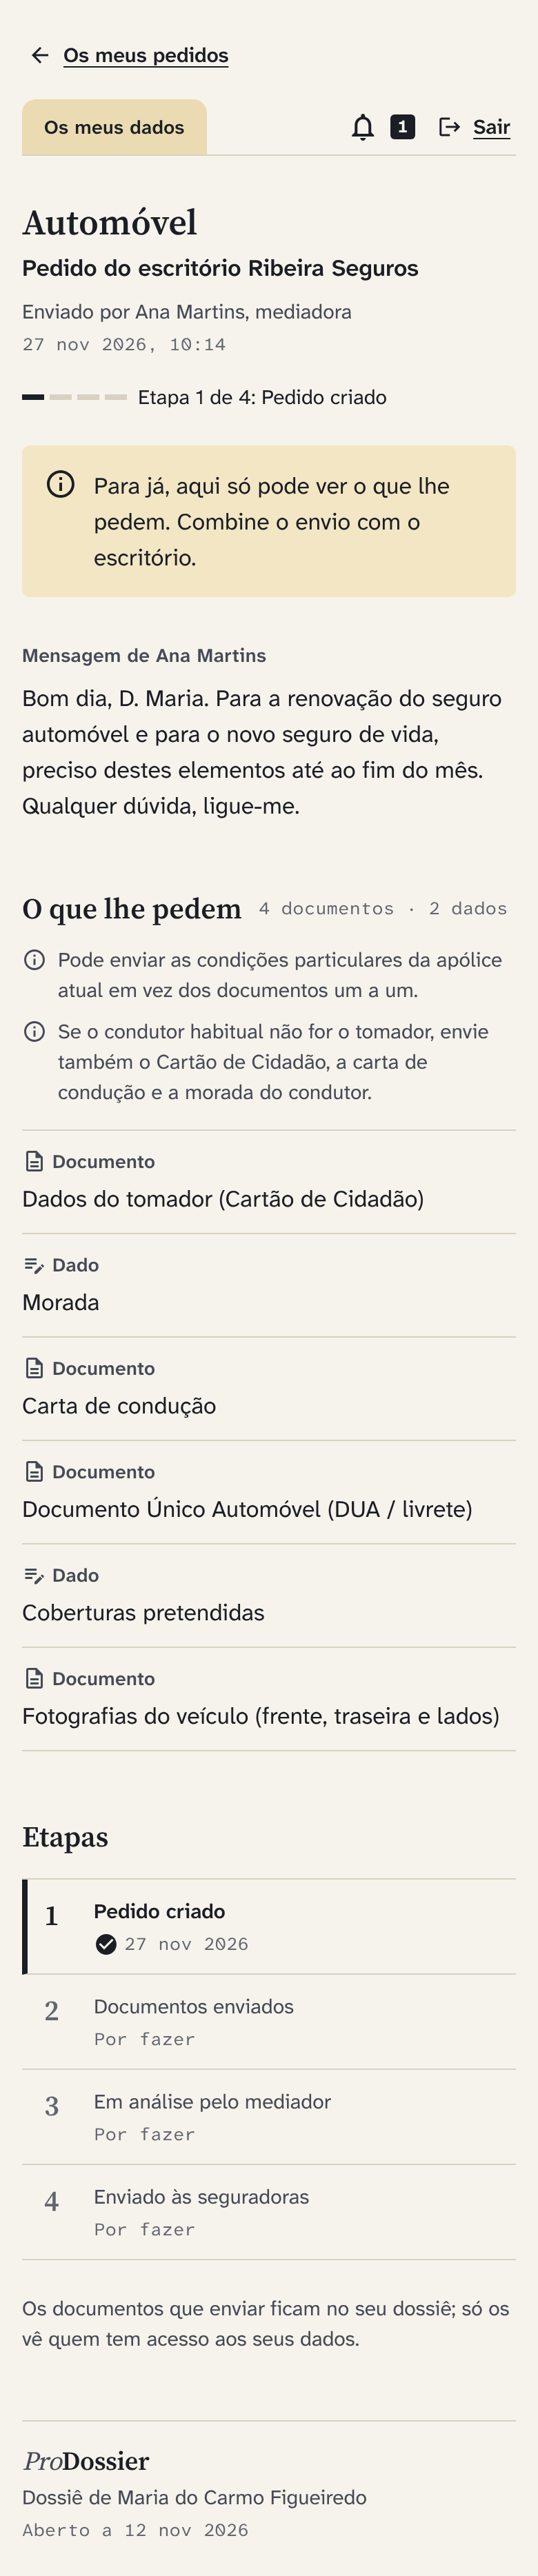 Os meus pedidos
Os meus dados
1
Sair
Automóvel
Pedido do escritório Ribeira Seguros
Enviado por Ana Martins, mediadora
27 nov 2026, 10:14
Etapa 1 de 4: Pedido criado
Para já, aqui só pode ver o que lhe
pedem. Combine o envio com o
escritório.
Mensagem de Ana Martins
Bom dia, D. Maria. Para a renovação do seguro
automóvel e para o novo seguro de vida,
preciso destes elementos até ao fim do mês.
Qualquer dúvida, ligue-me.
O que lhe pedem 4 documentos · 2 dados
Pode enviar as condições particulares da apólice
atual em vez dos documentos um a um.
Se o condutor habitual não for o tomador, envie
também o Cartão de Cidadão, a carta de
condução e a morada do condutor.
Documento
Dados do tomador (Cartão de Cidadão)
Dado
Morada
Documento
Carta de condução
Documento
Documento Único Automóvel (DUA / livrete)
Dado
Coberturas pretendidas
Documento
Fotografias do veículo (frente, traseira e lados)
Etapas
1 Pedido criado
27 nov 2026
2 Documentos enviados
Por fazer
3 Em análise pelo mediador
Por fazer
4 Enviado às seguradoras
Por fazer
Os documentos que enviar ficam no seu dossiê; só os
vê quem tem acesso aos seus dados.
ProDossier
Dossiê de Maria do Carmo Figueiredo
Aberto a 12 nov 2026